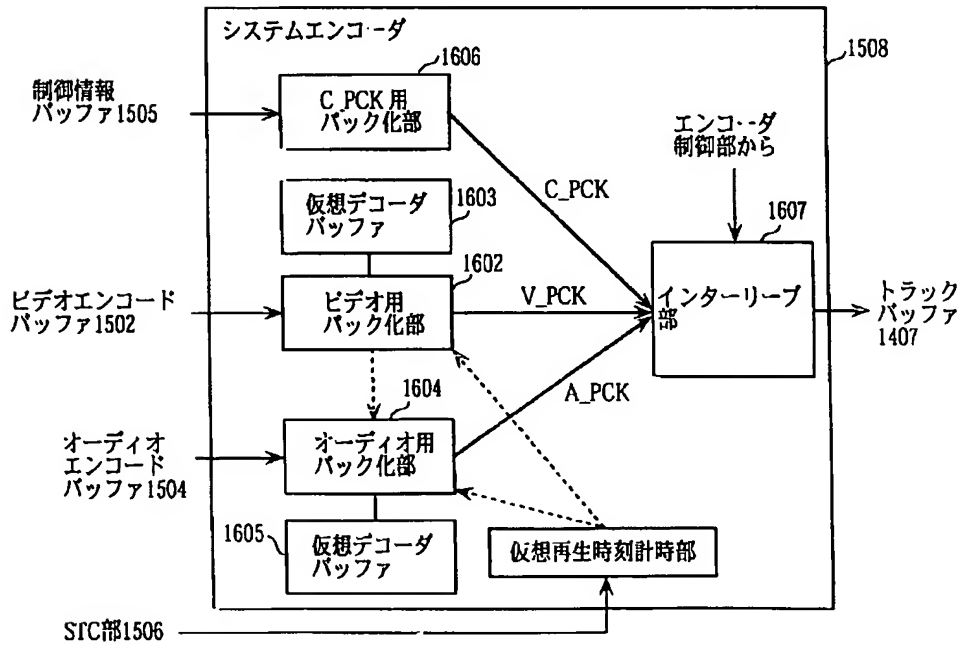 システムエンコーダ
1508
1606
制御情報
バッファ1505
C_PCK用
パック化部
エンコーダ
制御部から
C_PCK
仮想デコーダ
バッファ
1603
1607
1602
ビデオエンコード
バッファ1502
ビデオ用
パック化部
V_PCK
インターリーブ
部
トラック
バッファ
1407
1604
A_PCK
オーディオ
エンコード
バッファ1504
オーディオ用
パック化部
1605
仮想デコーダ
バッファ
仮想再生時刻計時部
STC部1506